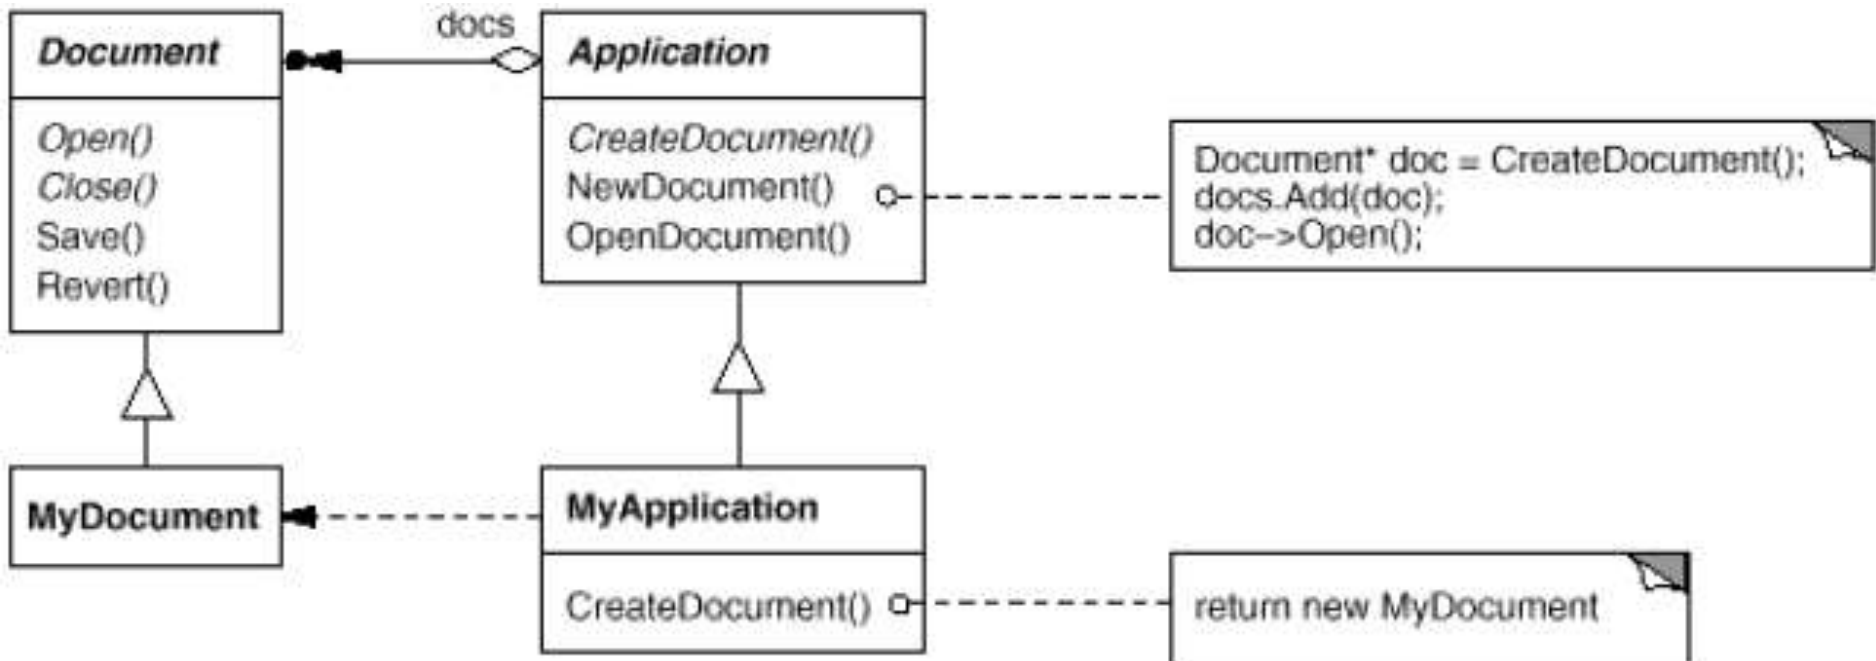 docs
Document
Open()
Close()
Save()
Revert()
Application
CreateDocument()
NewDocument()
OpenDocument()
Document* doc = CreateDocument();
docs.Add(doc);
doc–>Open();
MyDocument
MyApplication
CreateDocument()
return new MyDocument